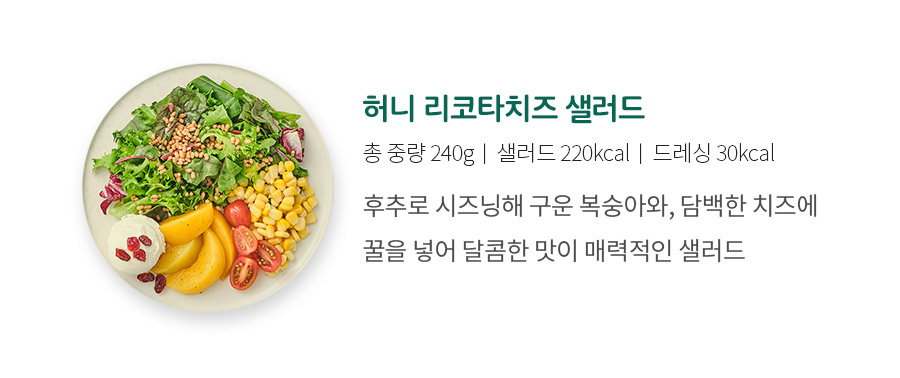 허니 리코타치즈 샐러드
총 중량 240g | 샐러드 220kcal | 드레싱 30kcal
후추로 시즈닝해 구운 복숭아와, 담백한 치즈에
꿀을 넣어 달콤한 맛이 매력적인 샐러드